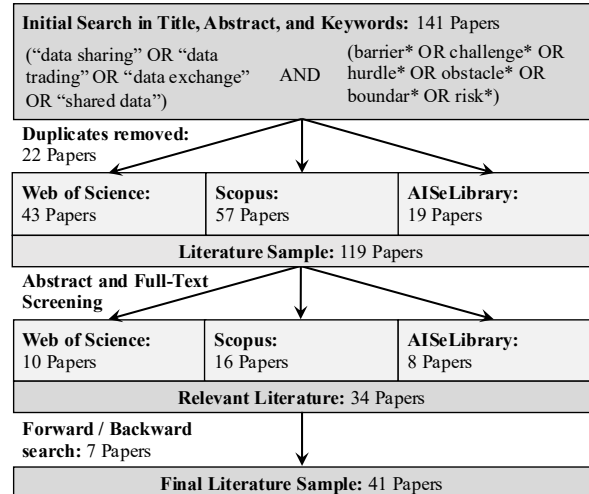 Initial Search in Title, Abstract, and Keywords: 141 Papers
(“data sharing” OR “data
trading” OR “data exchange”
OR “shared data”)
AND
(barrier* OR challenge* OR
hurdle* OR obstacle* OR
boundar* OR risk*)
Duplicates removed:
22 Papers
Web of Science:
43 Papers
Scopus:
57 Papers
AISeLibrary:
19 Papers
Literature Sample: 119 Papers
Abstract and Full-Text
Screening
Web of Science:
10 Papers
Scopus:
16 Papers
AISeLibrary:
8 Papers
Relevant Literature: 34 Papers
Forward / Backward
search: 7 Papers
Final Literature Sample: 41 Papers